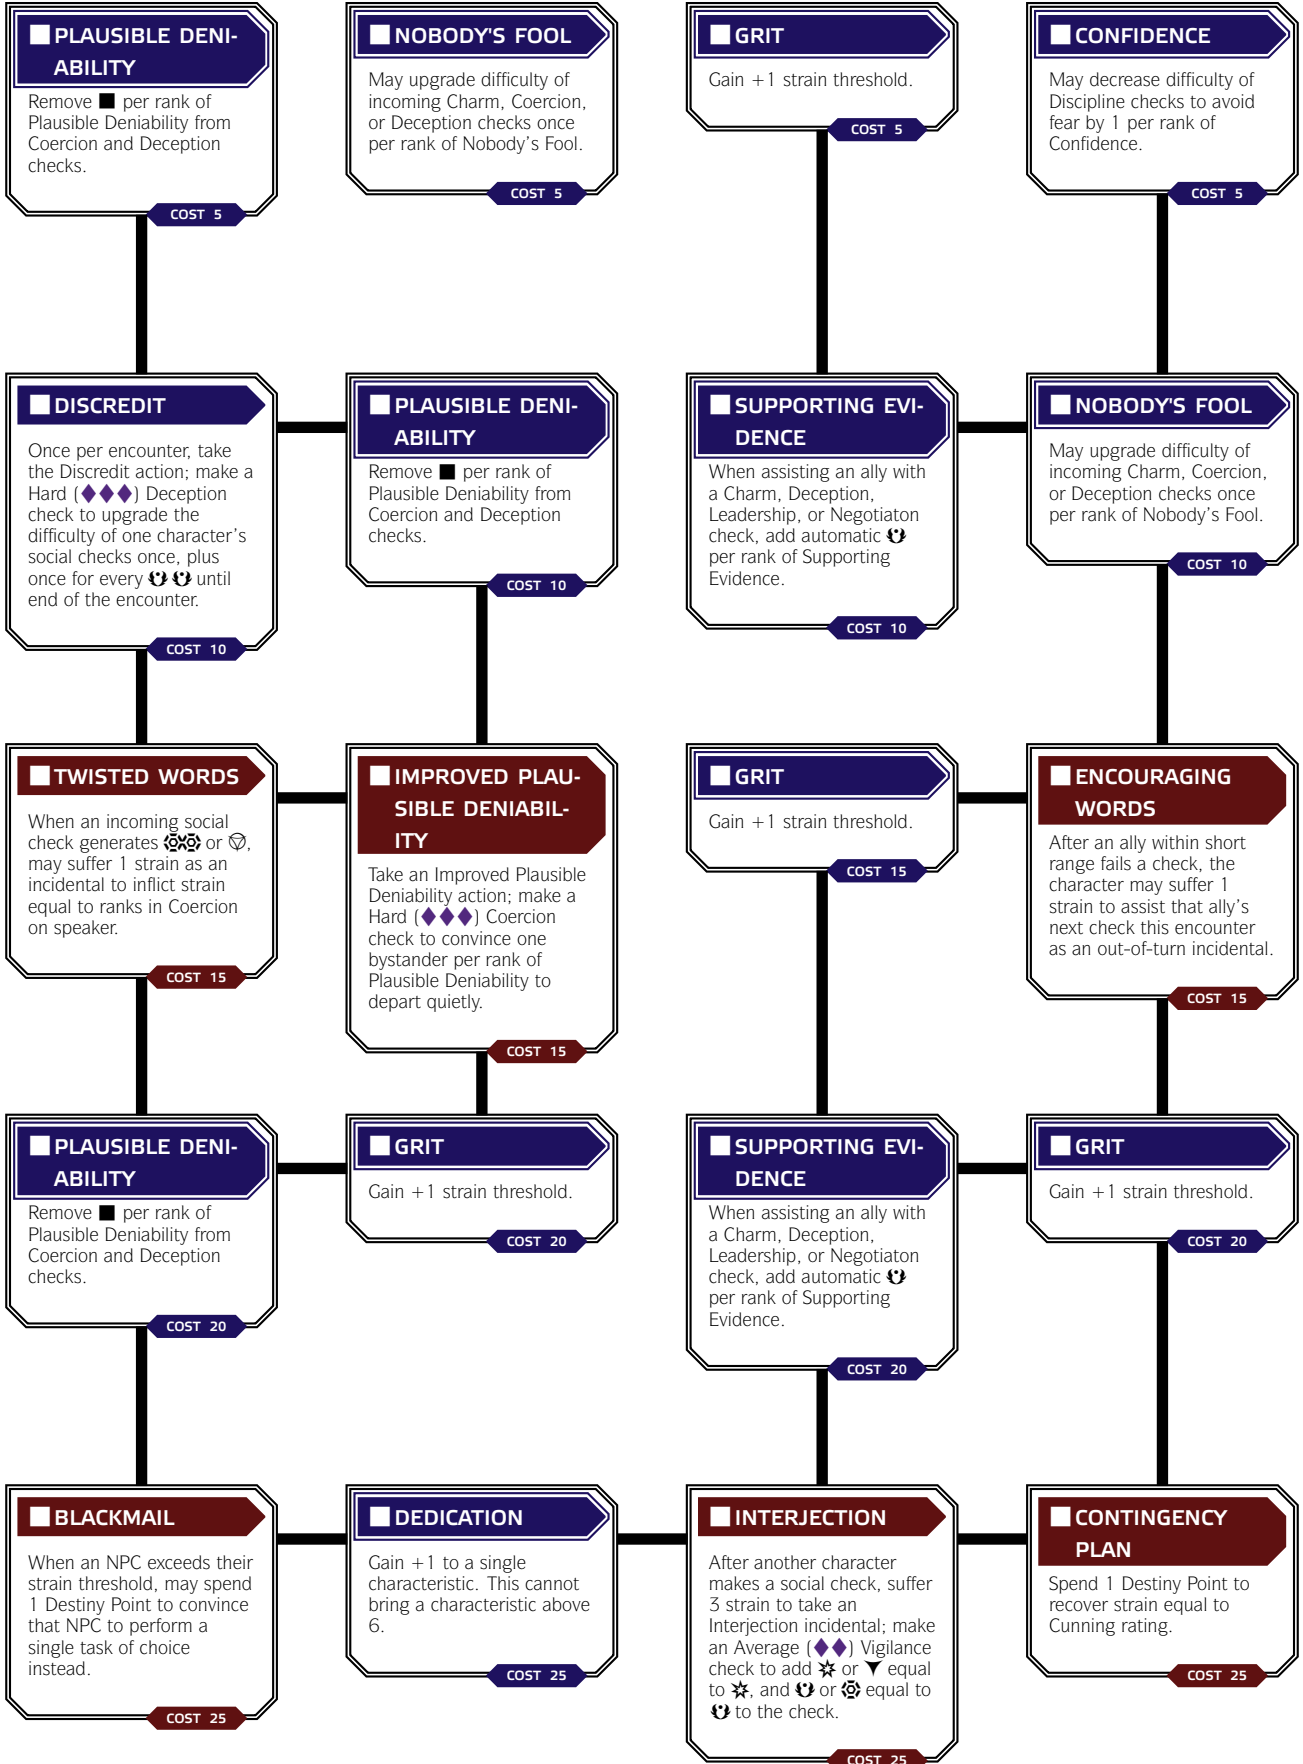 PLAUSIBLE DENI-
ABILITY
Remove ■ per rank of
Plausible Deniability from
Coercion and Deception
checks.
COST 5
NOBODY'S FOOL
May upgrade difficulty of
incoming Charm, Coercion,
or Deception checks once
per rank of Nobody's Fool.
COST 5
GRIT
Gain +1 strain threshold.
COST 5
CONFIDENCE
May decrease difficulty of
Discipline checks to avoid
fear by 1 per rank of
Confidence.
COST 5
DISCREDIT
Once per encounter, take
the Discredit action; make a
Hard (◆◆◆) Deception
check to upgrade the
difficulty of one character's
social checks once, plus
once for every until
end of the encounter.
COST 10
PLAUSIBLE DENI-
ABILITY
Remove ■ per rank of
Plausible Deniability from
Coercion and Deception
checks.
COST 10
SUPPORTING EVI-
DENCE
When assisting an ally with
a Charm, Deception,
Leadership, or Negotiaton
check, add automatic
per rank of Supporting
Evidence.
COST 10
NOBODY'S FOOL
May upgrade difficulty of
incoming Charm, Coercion,
or Deception checks once
per rank of Nobody's Fool.
COST 10
TWISTED WORDS
When an incoming social
check generates or ,
may suffer 1 strain as an
incidental to inflict strain
equal to ranks in Coercion
on speaker.
COST 15
IMPROVED PLAU-
SIBLE DENIABIL-
ITY
Take an Improved Plausible
Deniability action; make a
Hard (◆◆◆) Coercion
check to convince one
bystander per rank of
Plausible Deniability to
depart quietly.
COST 15
GRIT
Gain +1 strain threshold.
COST 15
ENCOURAGING
WORDS
After an ally within short
range fails a check, the
character may suffer 1
strain to assist that ally's
next check this encounter
as an out-of-turn incidental.
COST 15
PLAUSIBLE DENI-
ABILITY
Remove ■ per rank of
Plausible Deniability from
Coercion and Deception
checks.
COST 20
GRIT
Gain +1 strain threshold.
COST 20
SUPPORTING EVI-
DENCE
When assisting an ally with
a Charm, Deception,
Leadership, or Negotiaton
check, add automatic
per rank of Supporting
Evidence.
COST 20
GRIT
Gain +1 strain threshold.
COST 20
BLACKMAIL
When an NPC exceeds their
strain threshold, may spend
1 Destiny Point to convince
that NPC to perform a
single task of choice
instead.
COST 25
DEDICATION
Gain +1 to a single
characteristic. This cannot
bring a characteristic above
6.
COST 25
INTERJECTION
After another character
makes a social check, suffer
3 strain to take an
Interjection incidental; make
an Average (◆◆) Vigilance
check to add or equal
to , and or equal to
to the check.
COST 25
CONTINGENCY
PLAN
Spend 1 Destiny Point to
recover strain equal to
Cunning rating.
COST 25